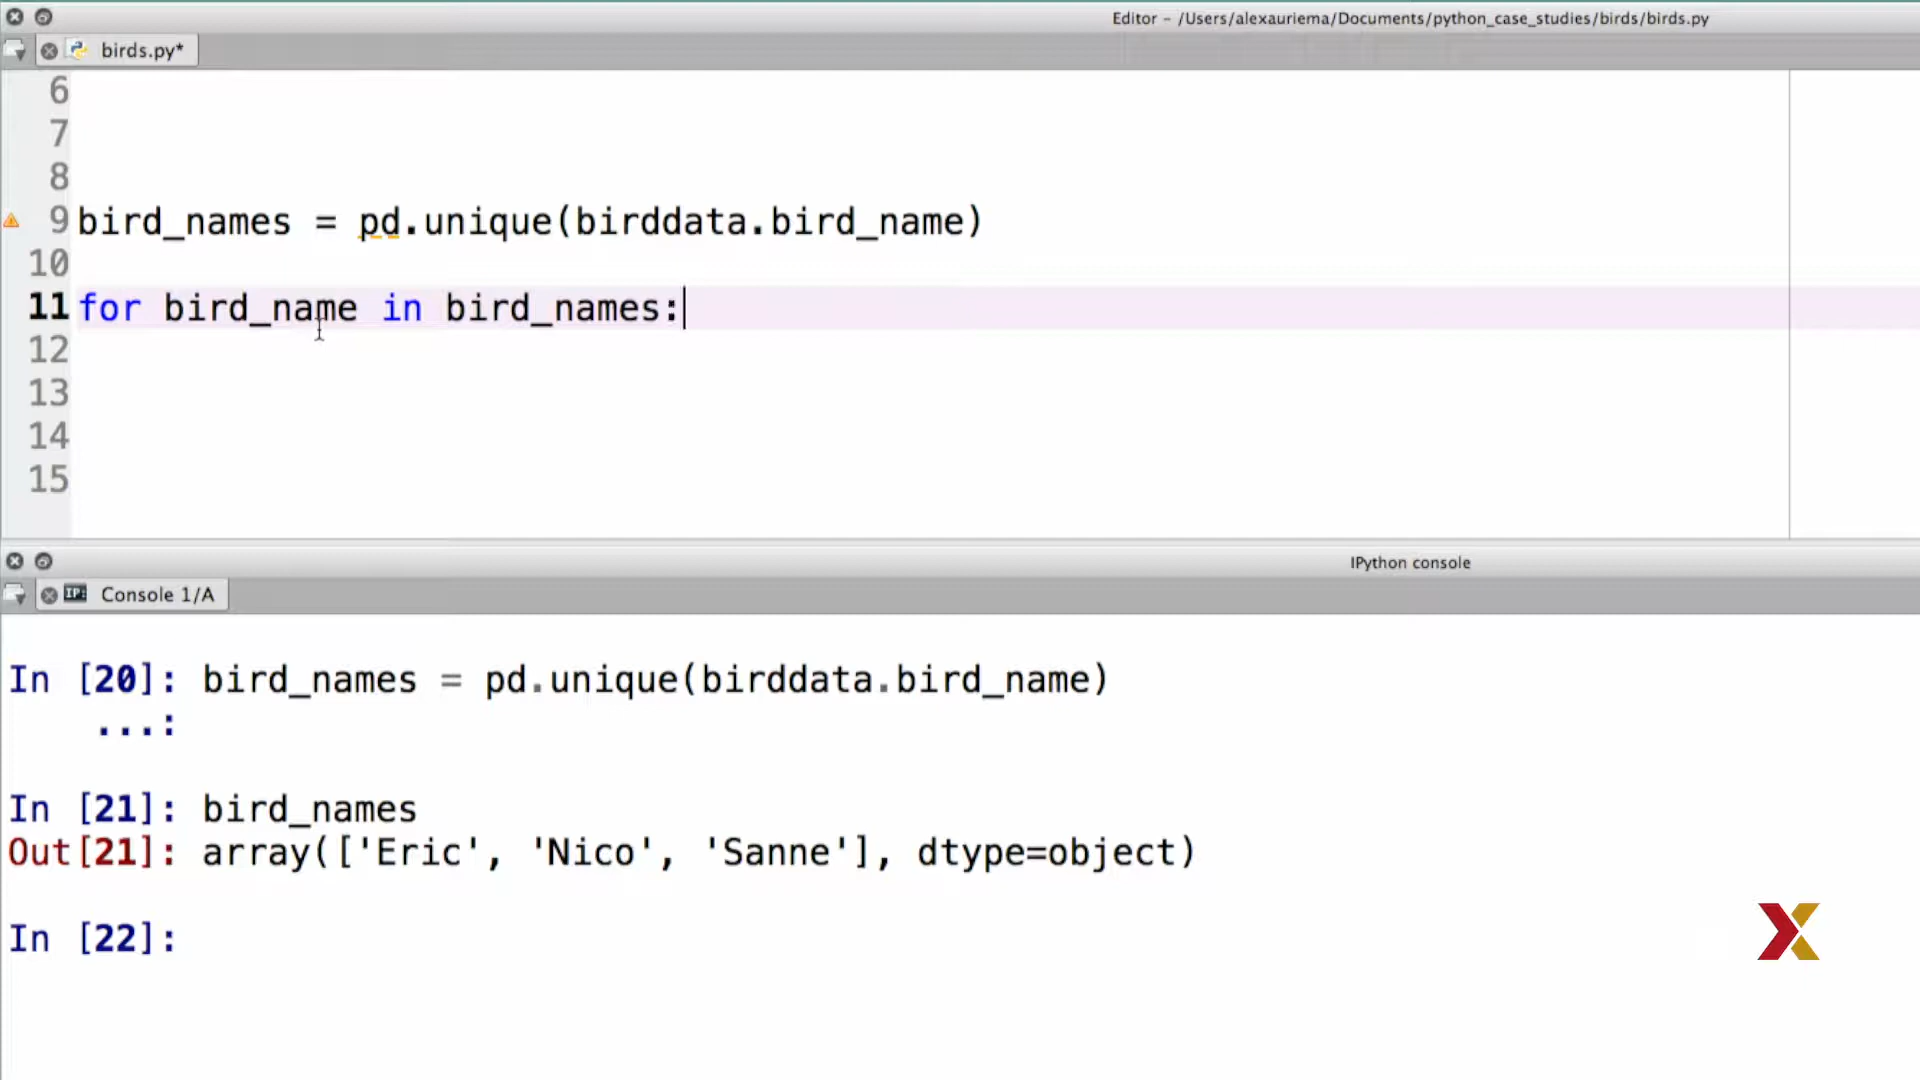 Editor – /Users/alexauriema/Documents/python_case_studies/birds/birds.py
birds.py*
6
7
8
9 bird_names = pd.unique(birddata.bird_name)
10
11 for bird_name in bird_names:
12
13
14
15
IPython console
IP: Console 1/A
In [20]: bird_names = pd.unique(birddata.bird_name)
...:
In [21]: bird_names
Out[21]: array(['Eric', 'Nico', 'Sanne'], dtype=object)
In [22]:
X